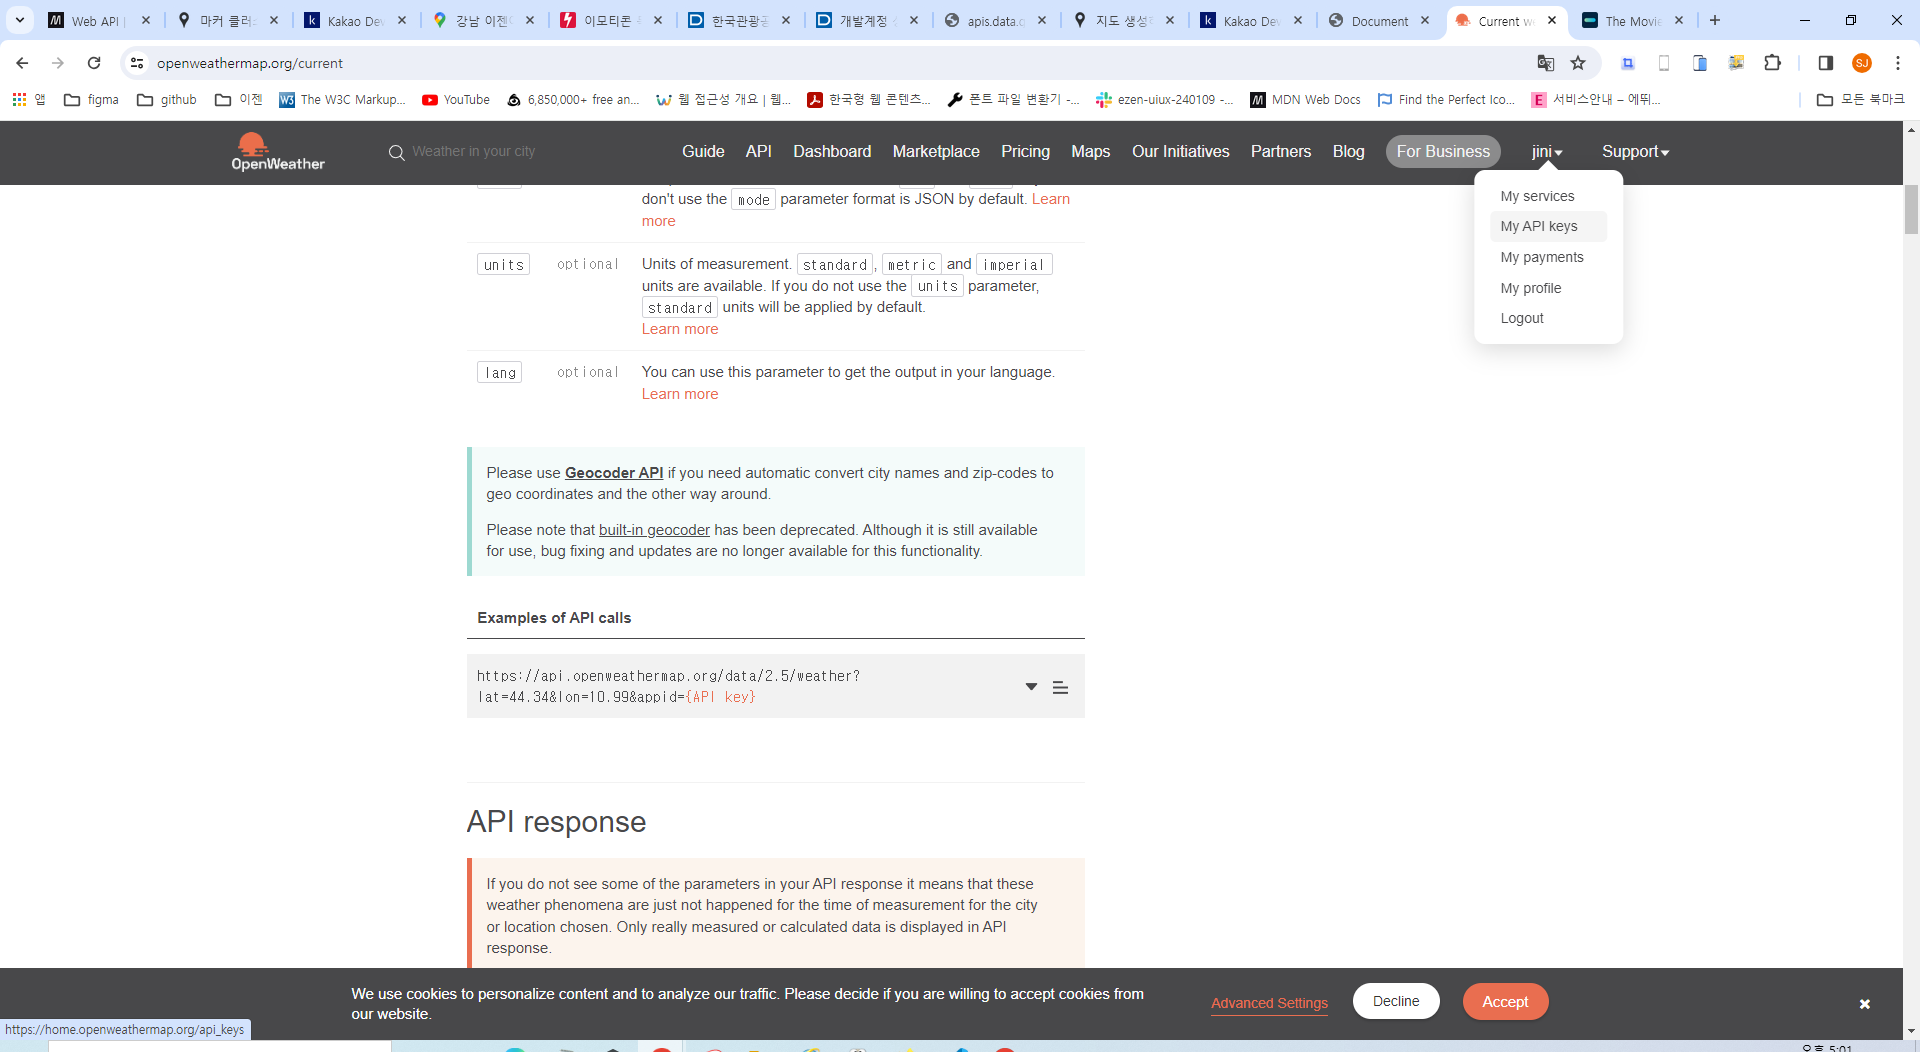 Web API |
마커 클러
Kakao Dev
강남 이젠
이모티콘
한국관광공
개발계정
apis.data.g
지도 생성
Kakao Dev
Document
Current we
The Movie
openweathermap.org/current
SJ
앱
figma
github
이젠
The W3C Markup...
YouTube
6,850,000+ free an...
웹 접근성 개요 | 웹...
한국형 웹 콘텐츠...
폰트 파일 변환기 -...
ezen-uiux-240109 -...
MDN Web Docs
Find the Perfect Ico...
서비스안내 – 에뛰...
모든 북마크
OpenWeather
Weather in your city
Guide
API
Dashboard
Marketplace
Pricing
Maps
Our Initiatives
Partners
Blog
For Business
jini
Support
My services
My API keys
My payments
My profile
Logout
don't use the mode parameter format is JSON by default. Learn
more
units optional Units of measurement. standard, metric and imperial
units are available. If you do not use the units parameter,
standard units will be applied by default.
Learn more
lang optional You can use this parameter to get the output in your language.
Learn more
Please use Geocoder API if you need automatic convert city names and zip-codes to
geo coordinates and the other way around.
Please note that built-in geocoder has been deprecated. Although it is still available
for use, bug fixing and updates are no longer available for this functionality.
Examples of API calls
https://api.openweathermap.org/data/2.5/weather?
lat=44.34&lon=10.99&appid={API key}
API response
If you do not see some of the parameters in your API response it means that these
weather phenomena are just not happened for the time of measurement for the city
or location chosen. Only really measured or calculated data is displayed in API
response.
We use cookies to personalize content and to analyze our traffic. Please decide if you are willing to accept cookies from
our website.
Advanced Settings
Decline
Accept
https://home.openweathermap.org/api_keys
오후 5:01